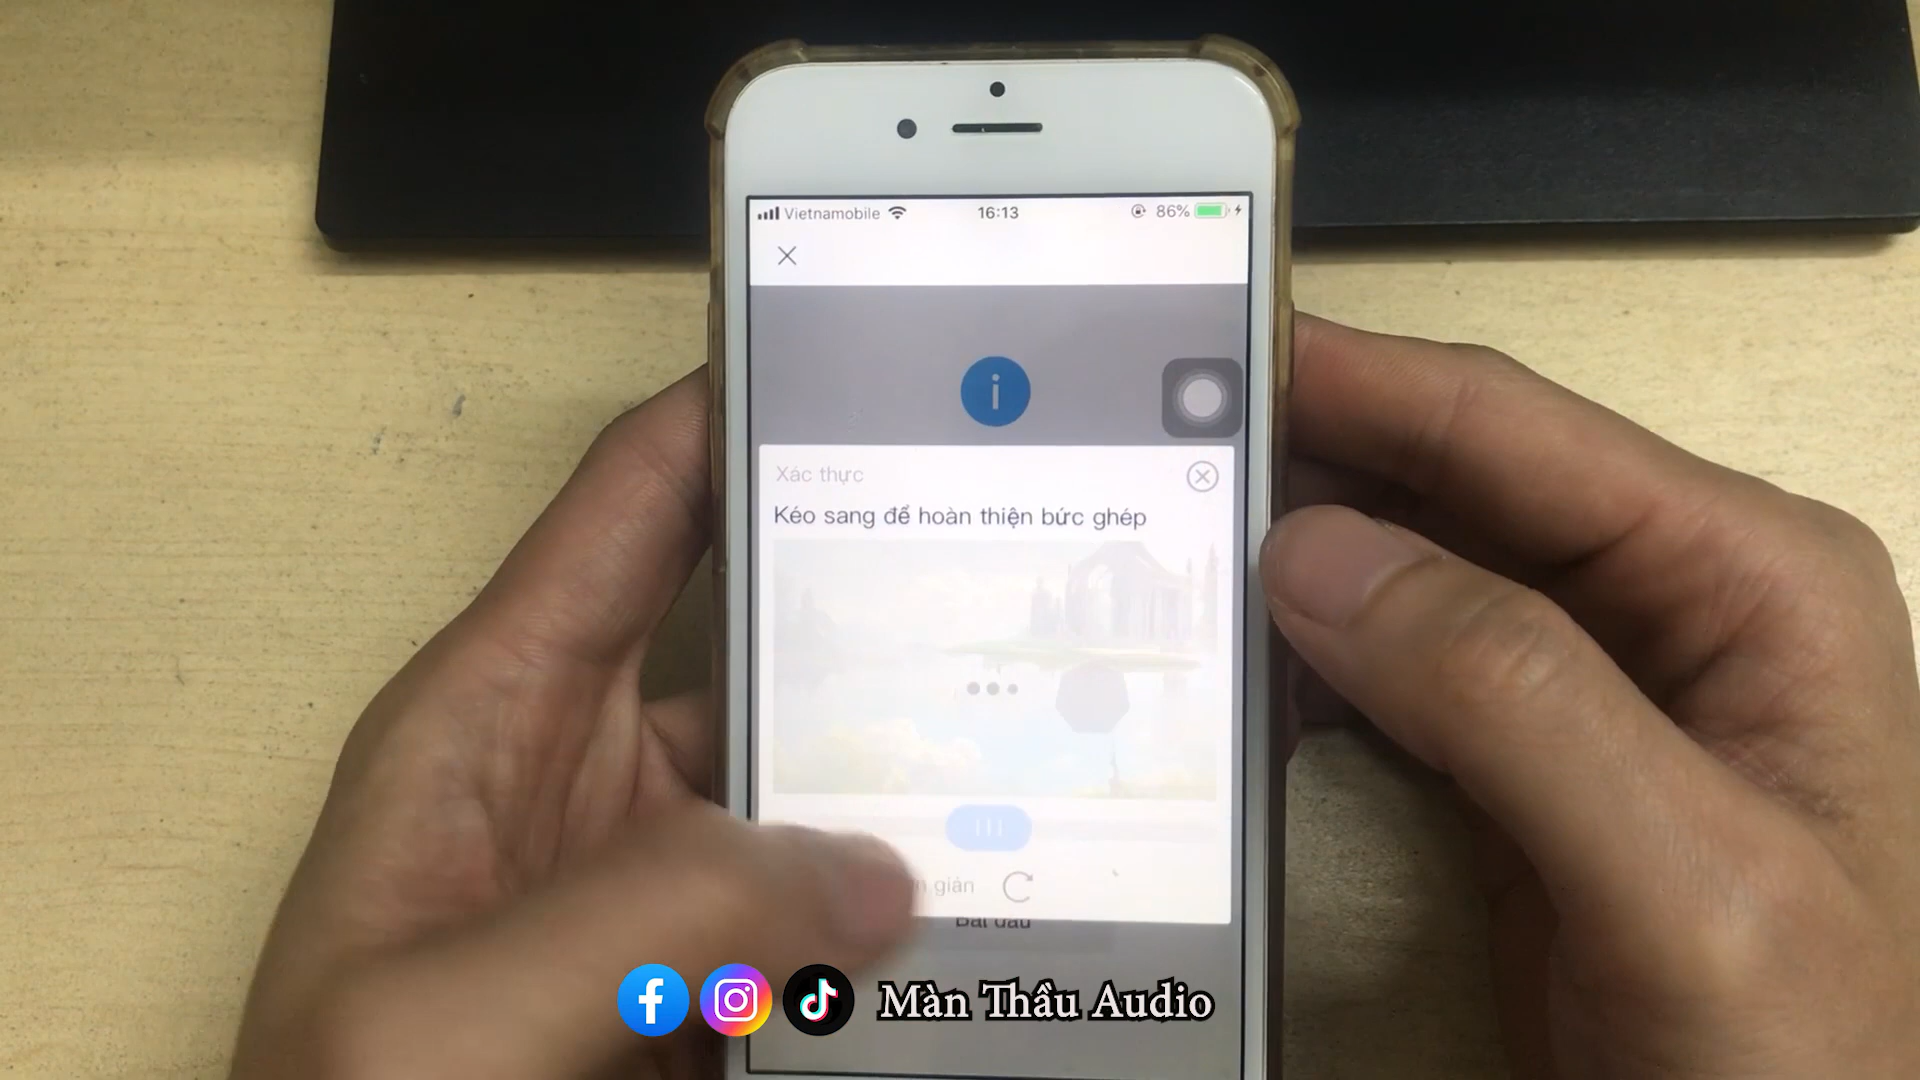 Vietnamobile 16:13 86%
Xác thực
Kéo sang để hoàn thiện bức ghép
giản
Màn Thầu Audio